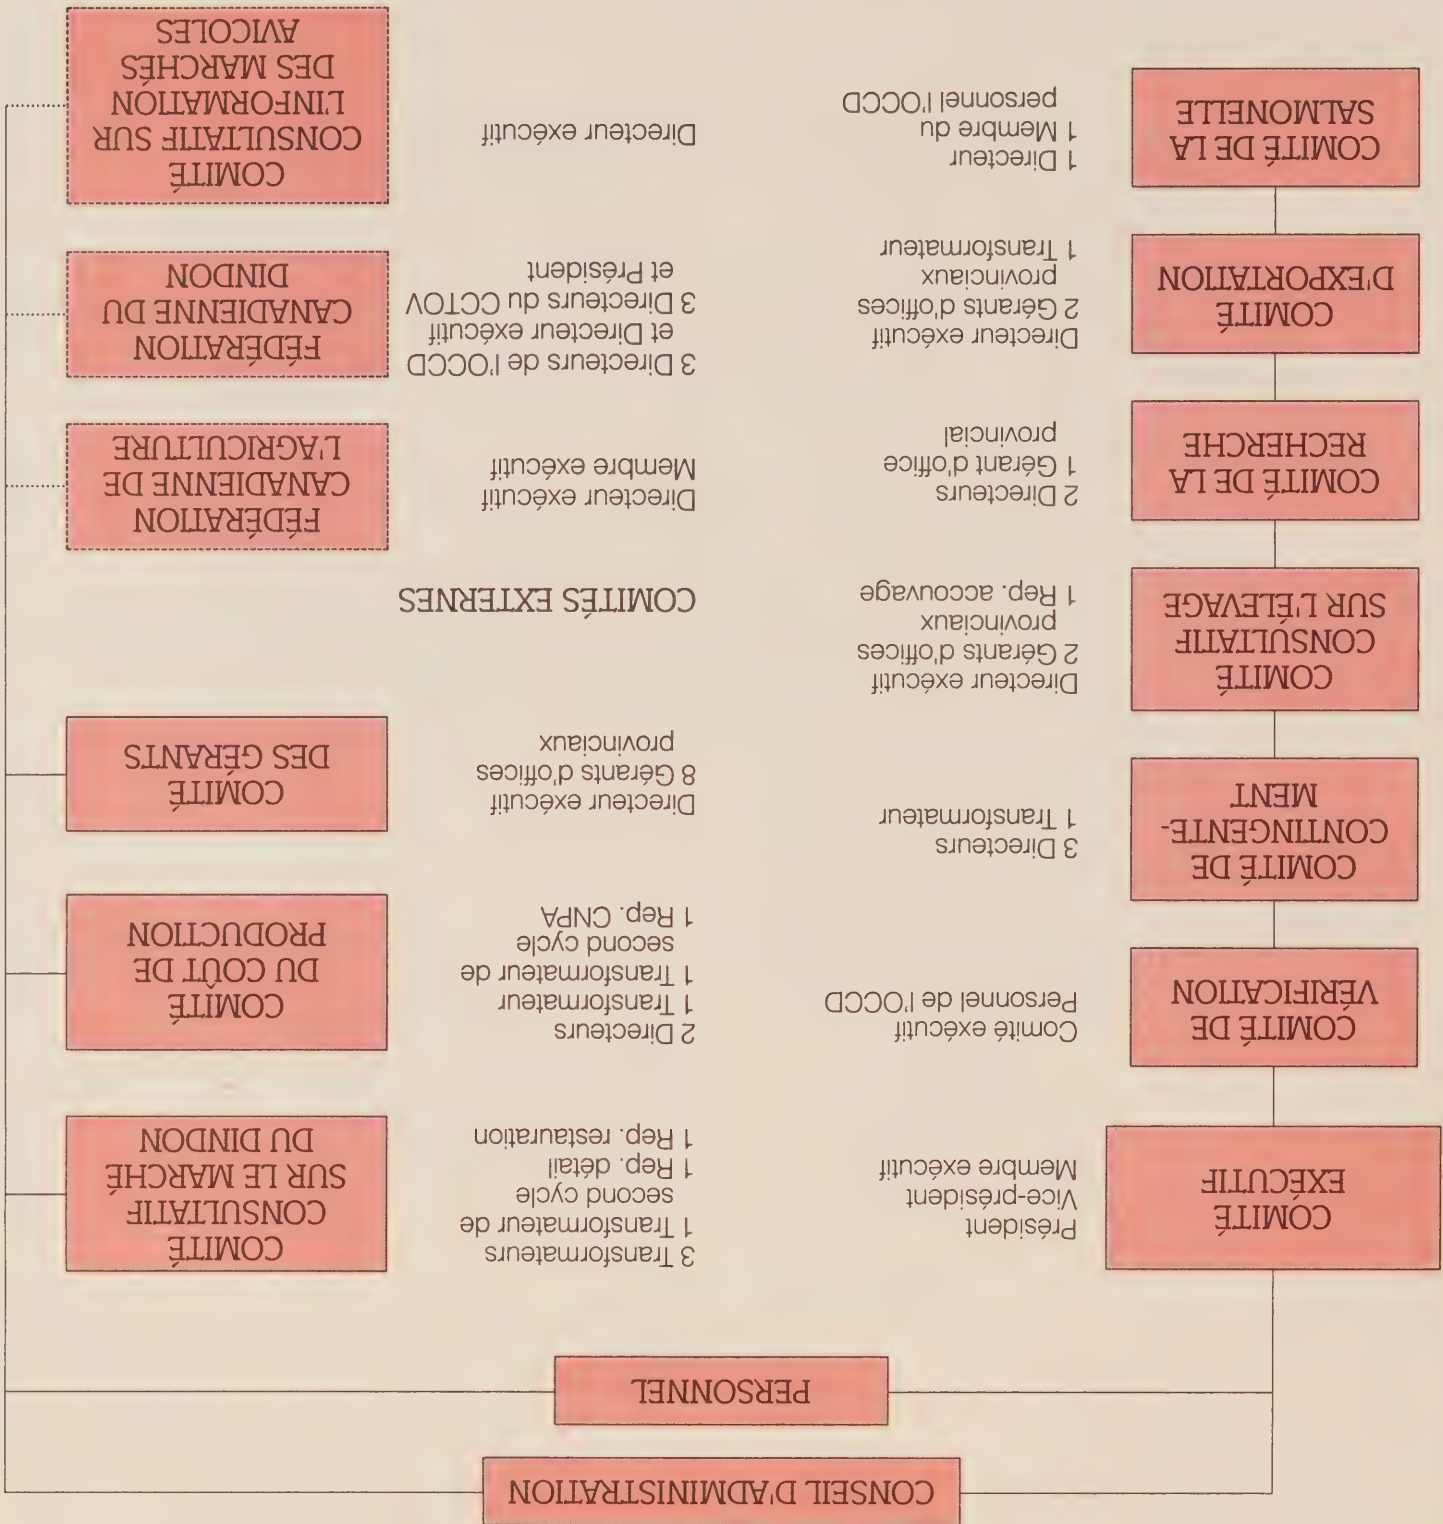 CONSEIL D'ADMINISTRATION
PERSONNEL
COMITÉ
EXÉCUTIF
Président
Vice-président
Membre exécutif
COMITÉ DE
VÉRIFICATION
Comité exécutif
Personnel de l'OCCD
COMITÉ DE
CONTINGENTE-
MENT
3 Directeurs
1 Transformateur
COMITÉ
CONSULTATIF
SUR L'ÉLEVAGE
Directeur exécutif
2 Gérants d'offices
provinciaux
1 Rep. accouvage
COMITÉ DE LA
RECHERCHE
2 Directeurs
1 Gérant d'office
provincial
COMITÉ
D'EXPORTATION
Directeur exécutif
2 Gérants d'offices
provinciaux
1 Transformateur
COMITÉ DE LA
SALMONELLE
1 Directeur
1 Membre du
personnel l'OCCD
3 Transformateurs
1 Transformateur de
second cycle
1 Rep. détail
1 Rep. restauration
COMITÉ
CONSULTATIF
SUR LE MARCHÉ
DU DINDON
2 Directeurs
1 Transformateur
1 Transformateur de
second cycle
1 Rep. CNPA
COMITÉ
DU COÛT DE
PRODUCTION
Directeur exécutif
8 Gérants d'offices
provinciaux
COMITÉ
DES GÉRANTS
COMITÉS EXTERNES
Directeur exécutif
Membre exécutif
FÉDÉRATION
CANADIENNE DE
L'AGRICULTURE
3 Directeurs de l'OCCD
et Directeur exécutif
3 Directeurs du CCTOV
et Président
FÉDÉRATION
CANADIENNE DU
DINDON
Directeur exécutif
COMITÉ
CONSULTATIF SUR
L'INFORMATION
DES MARCHÉS
AVICOLES